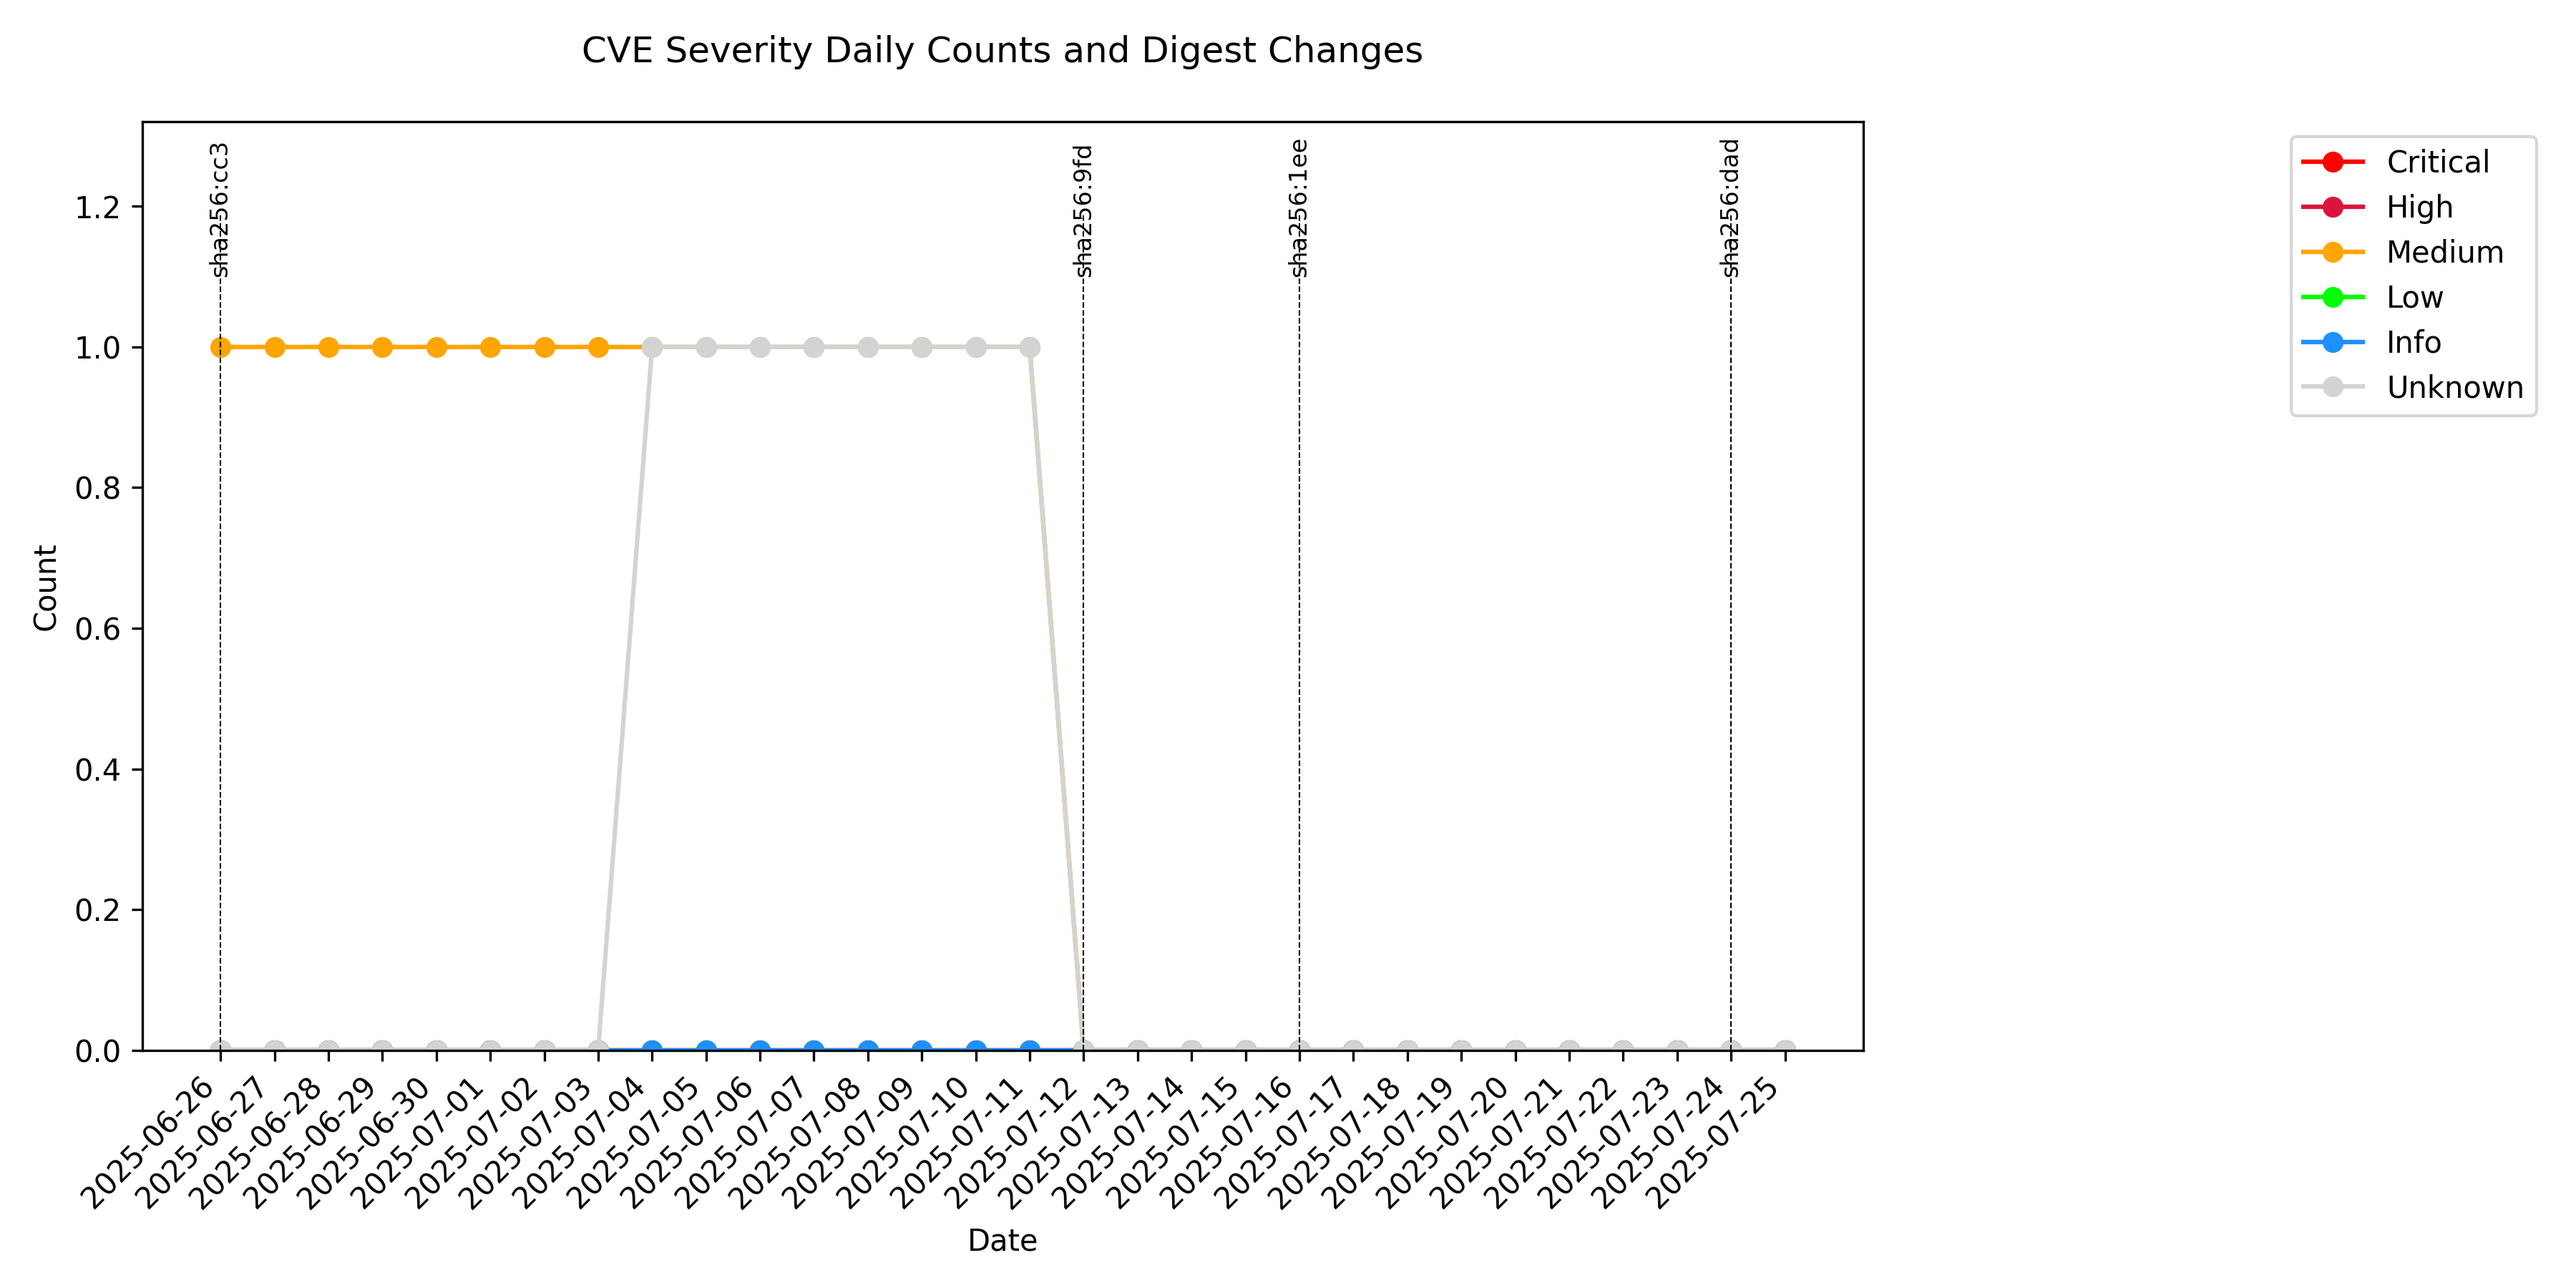 CVE Severity Daily Counts and Digest Changes
sha256:cc3
sha256:9fd
sha256:1ee
sha256:dad
Critical
High
Medium
Low
Info
Unknown
Count
1.2
1.0
0.8
0.6
0.4
0.2
0.0
2025-06-26
2025-06-27
2025-06-28
2025-06-29
2025-06-30
2025-07-01
2025-07-02
2025-07-03
2025-07-04
2025-07-05
2025-07-06
2025-07-07
2025-07-08
2025-07-09
2025-07-10
2025-07-11
2025-07-12
2025-07-13
2025-07-14
2025-07-15
2025-07-16
2025-07-17
2025-07-18
2025-07-19
2025-07-20
2025-07-21
2025-07-22
2025-07-23
2025-07-24
2025-07-25
Date